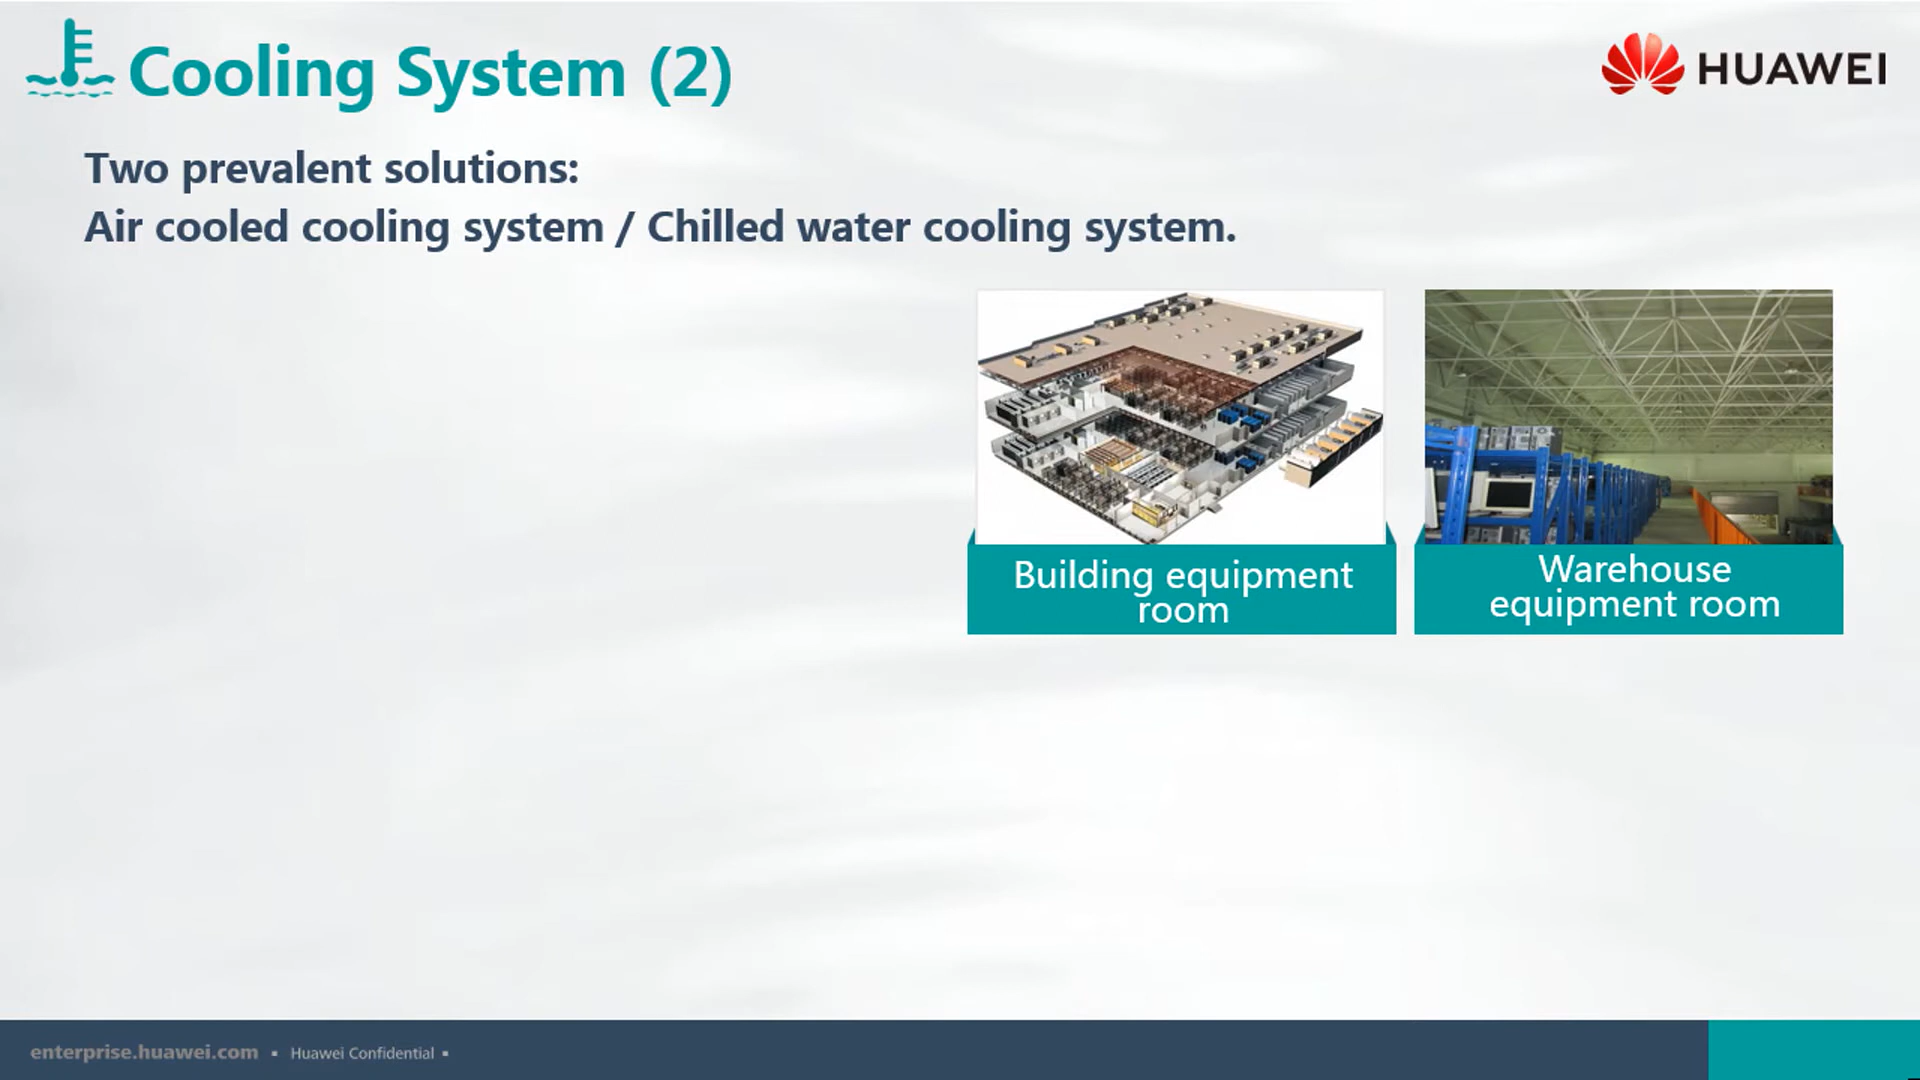 Cooling System (2)
HUAWEI
Two prevalent solutions:
Air cooled cooling system / Chilled water cooling system.
Building equipment
room
Warehouse
equipment room
enterprise.huawei.com ▪ Huawei Confidential ▪